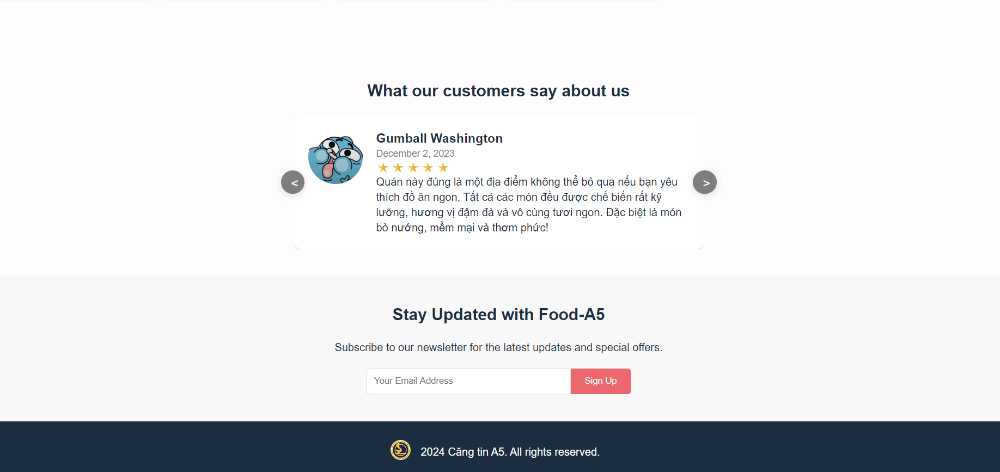 What our customers say about us
Gumball Washington
December 2, 2023
Quán này đúng là một địa điểm không thể bỏ qua nếu bạn yêu
thích đồ ăn ngon. Tất cả các món đều được chế biến rất kỹ
lưỡng, hương vị đậm đà và vô cùng tươi ngon. Đặc biệt là món
bò nướng, mềm mại và thơm phức!
<
>
Stay Updated with Food-A5
Subscribe to our newsletter for the latest updates and special offers.
Your Email Address
Sign Up
2024 Căng tin A5. All rights reserved.